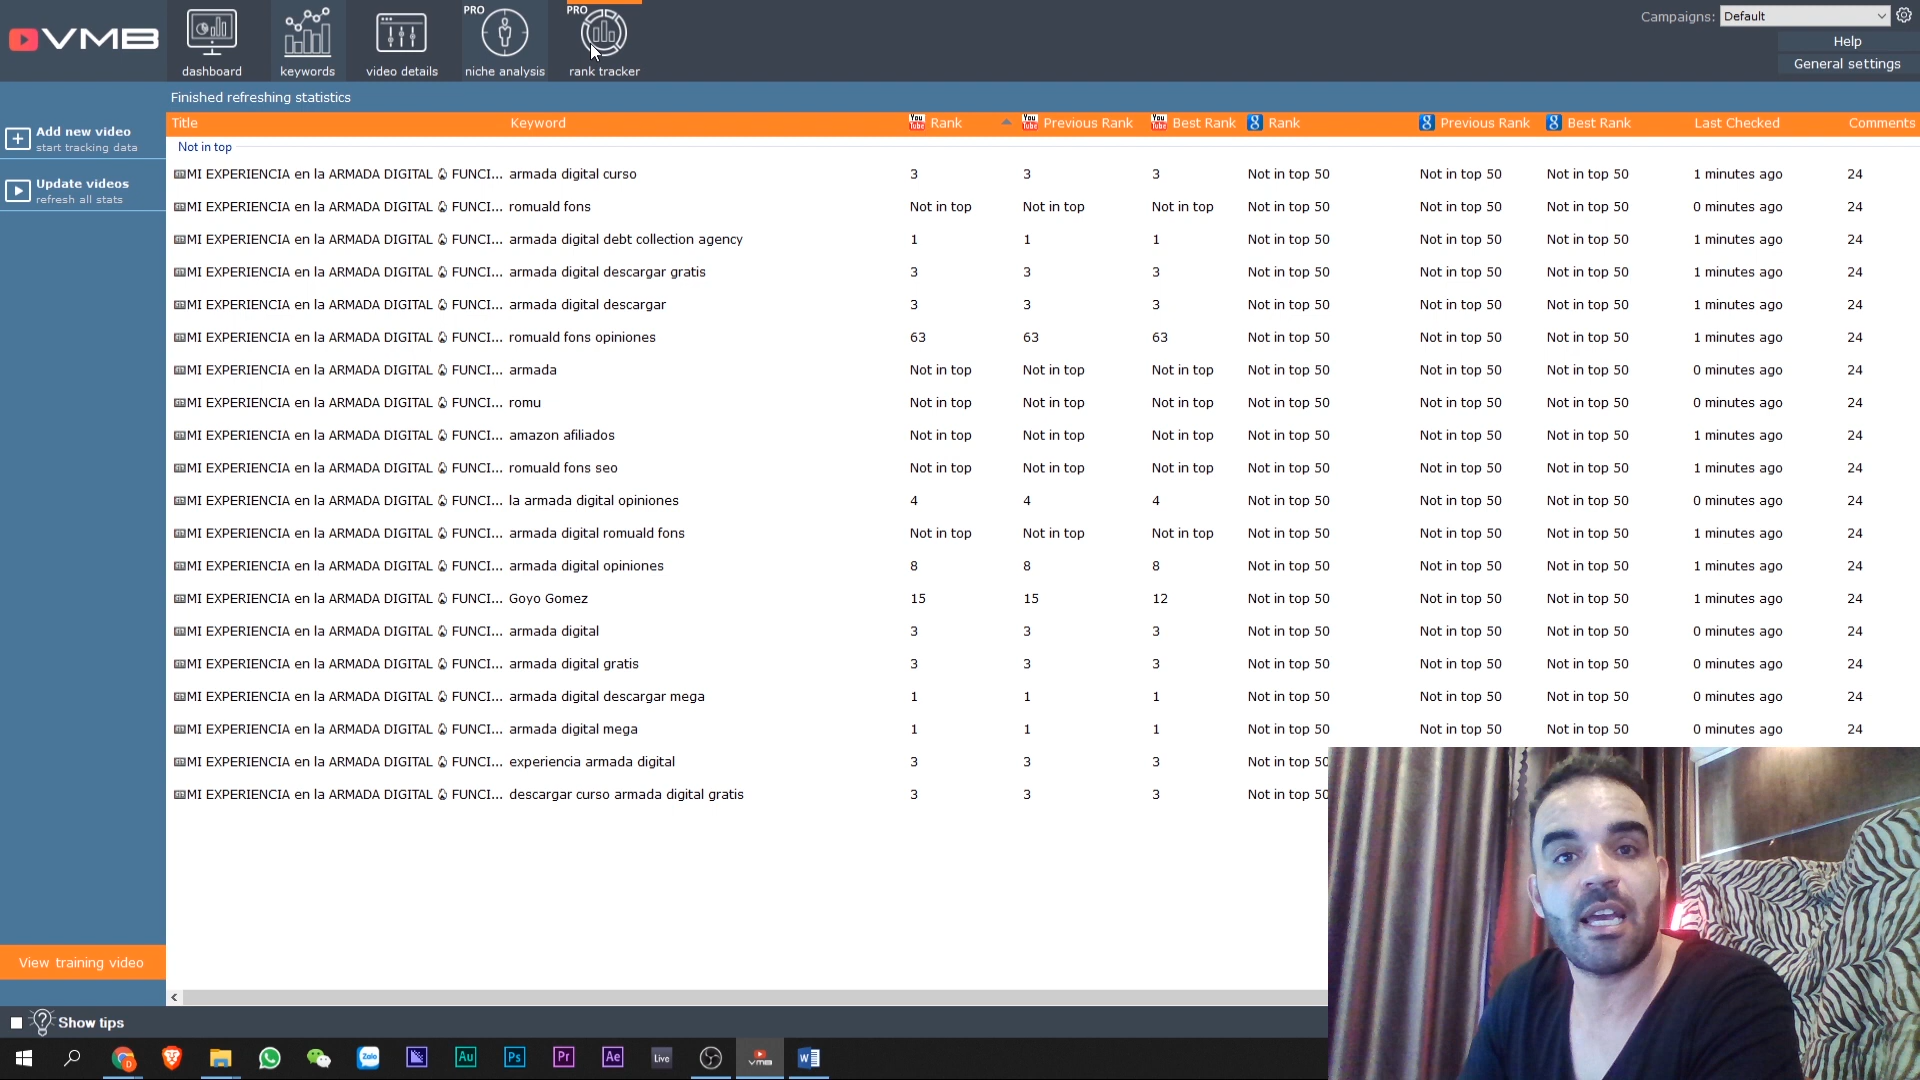 VMB
dashboard
keywords
video details
PRO
niche analysis
PRO
rank tracker
Campaigns: Default
Help
General settings
Finished refreshing statistics
Add new video
start tracking data
Update videos
refresh all stats
Title Keyword You Tube Rank You Tube Previous Rank You Tube Best Rank 8 Rank 8 Previous Rank 8 Best Rank Last Checked Comments
Not in top
MI EXPERIENCIA en la ARMADA DIGITAL FUNCI... armada digital curso 3 3 3 Not in top 50 Not in top 50 Not in top 50 1 minutes ago 24
MI EXPERIENCIA en la ARMADA DIGITAL FUNCI... romuald fons Not in top Not in top Not in top Not in top 50 Not in top 50 Not in top 50 0 minutes ago 24
MI EXPERIENCIA en la ARMADA DIGITAL FUNCI... armada digital debt collection agency 1 1 1 Not in top 50 Not in top 50 Not in top 50 1 minutes ago 24
MI EXPERIENCIA en la ARMADA DIGITAL FUNCI... armada digital descargar gratis 3 3 3 Not in top 50 Not in top 50 Not in top 50 1 minutes ago 24
MI EXPERIENCIA en la ARMADA DIGITAL FUNCI... armada digital descargar 3 3 3 Not in top 50 Not in top 50 Not in top 50 1 minutes ago 24
MI EXPERIENCIA en la ARMADA DIGITAL FUNCI... romuald fons opiniones 63 63 63 Not in top 50 Not in top 50 Not in top 50 1 minutes ago 24
MI EXPERIENCIA en la ARMADA DIGITAL FUNCI... armada Not in top Not in top Not in top Not in top 50 Not in top 50 Not in top 50 0 minutes ago 24
MI EXPERIENCIA en la ARMADA DIGITAL FUNCI... romu Not in top Not in top Not in top Not in top 50 Not in top 50 Not in top 50 0 minutes ago 24
MI EXPERIENCIA en la ARMADA DIGITAL FUNCI... amazon afiliados Not in top Not in top Not in top Not in top 50 Not in top 50 Not in top 50 1 minutes ago 24
MI EXPERIENCIA en la ARMADA DIGITAL FUNCI... romuald fons seo Not in top Not in top Not in top Not in top 50 Not in top 50 Not in top 50 1 minutes ago 24
MI EXPERIENCIA en la ARMADA DIGITAL FUNCI... la armada digital opiniones 4 4 4 Not in top 50 Not in top 50 Not in top 50 0 minutes ago 24
MI EXPERIENCIA en la ARMADA DIGITAL FUNCI... armada digital romuald fons Not in top Not in top Not in top Not in top 50 Not in top 50 Not in top 50 1 minutes ago 24
MI EXPERIENCIA en la ARMADA DIGITAL FUNCI... armada digital opiniones 8 8 8 Not in top 50 Not in top 50 Not in top 50 1 minutes ago 24
MI EXPERIENCIA en la ARMADA DIGITAL FUNCI... Goyo Gomez 15 15 12 Not in top 50 Not in top 50 Not in top 50 1 minutes ago 24
MI EXPERIENCIA en la ARMADA DIGITAL FUNCI... armada digital 3 3 3 Not in top 50 Not in top 50 Not in top 50 0 minutes ago 24
MI EXPERIENCIA en la ARMADA DIGITAL FUNCI... armada digital gratis 3 3 3 Not in top 50 Not in top 50 Not in top 50 0 minutes ago 24
MI EXPERIENCIA en la ARMADA DIGITAL FUNCI... armada digital descargar mega 1 1 1 Not in top 50 Not in top 50 Not in top 50 0 minutes ago 24
MI EXPERIENCIA en la ARMADA DIGITAL FUNCI... armada digital mega 1 1 1 Not in top 50 Not in top 50 Not in top 50 0 minutes ago 24
MI EXPERIENCIA en la ARMADA DIGITAL FUNCI... experiencia armada digital 3 3 3 Not in top 50
MI EXPERIENCIA en la ARMADA DIGITAL FUNCI... descargar curso armada digital gratis 3 3 3 Not in top 50
View training video
Show tips
D Zalo Au Ps Pr Ae Live VMB W